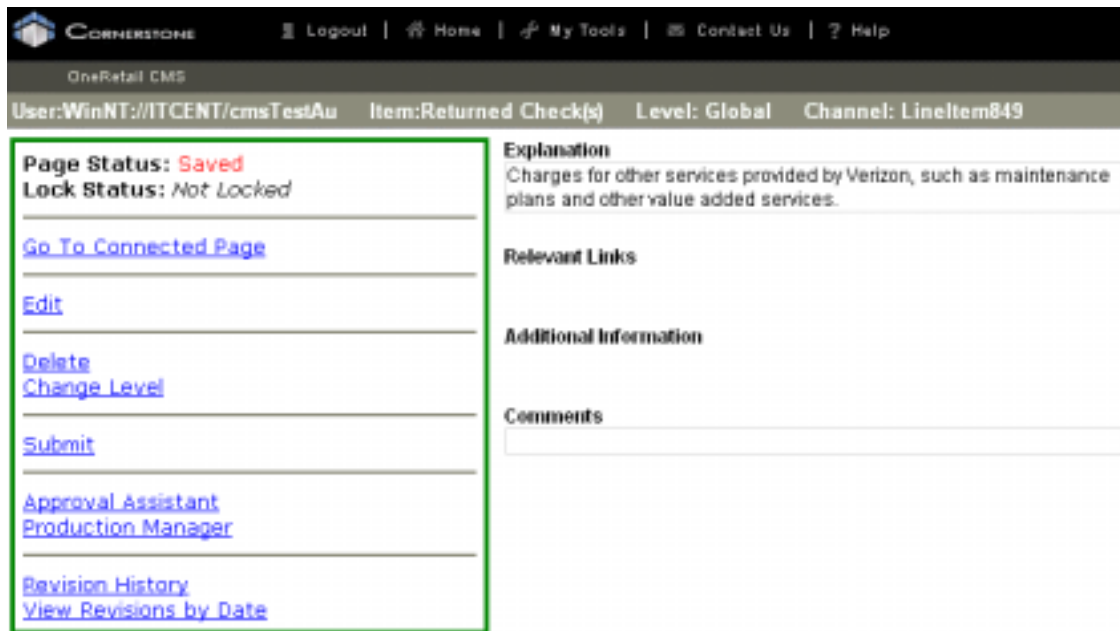 CORNERSTONE Logout | Home | My Tools | Contact Us | ? Help
OneRetail CMS
User:WinNT://ITCENT/cmsTestAu Item:Returned Check(s) Level: Global Channel: LineItem849
Page Status: Saved
Lock Status: Not Locked
Go To Connected Page
Edit
Delete
Change Level
Submit
Approval Assistant
Production Manager
Revision History
View Revisions by Date
Explanation
Charges for other services provided by Verizon, such as maintenance
plans and other value added services.
Relevant Links
Additional Information
Comments